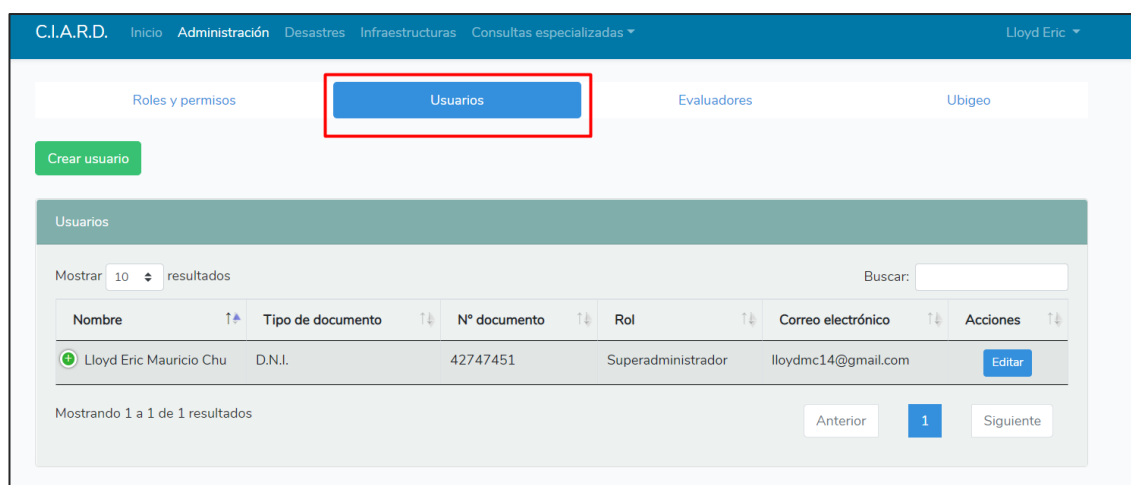 C.I.A.R.D. Inicio Administración Desastres Infraestructuras Consultas especializadas Lloyd Eric
Roles y permisos Usuarios Evaluadores Ubigeo
Crear usuario
Usuarios
Mostrar 10 resultados Buscar:
Nombre Tipo de documento N° documento Rol Correo electrónico Acciones
Lloyd Eric Mauricio Chu D.N.I. 42747451 Superadministrador lloydmc14@gmail.com Editar
Mostrando 1 a 1 de 1 resultados Anterior 1 Siguiente